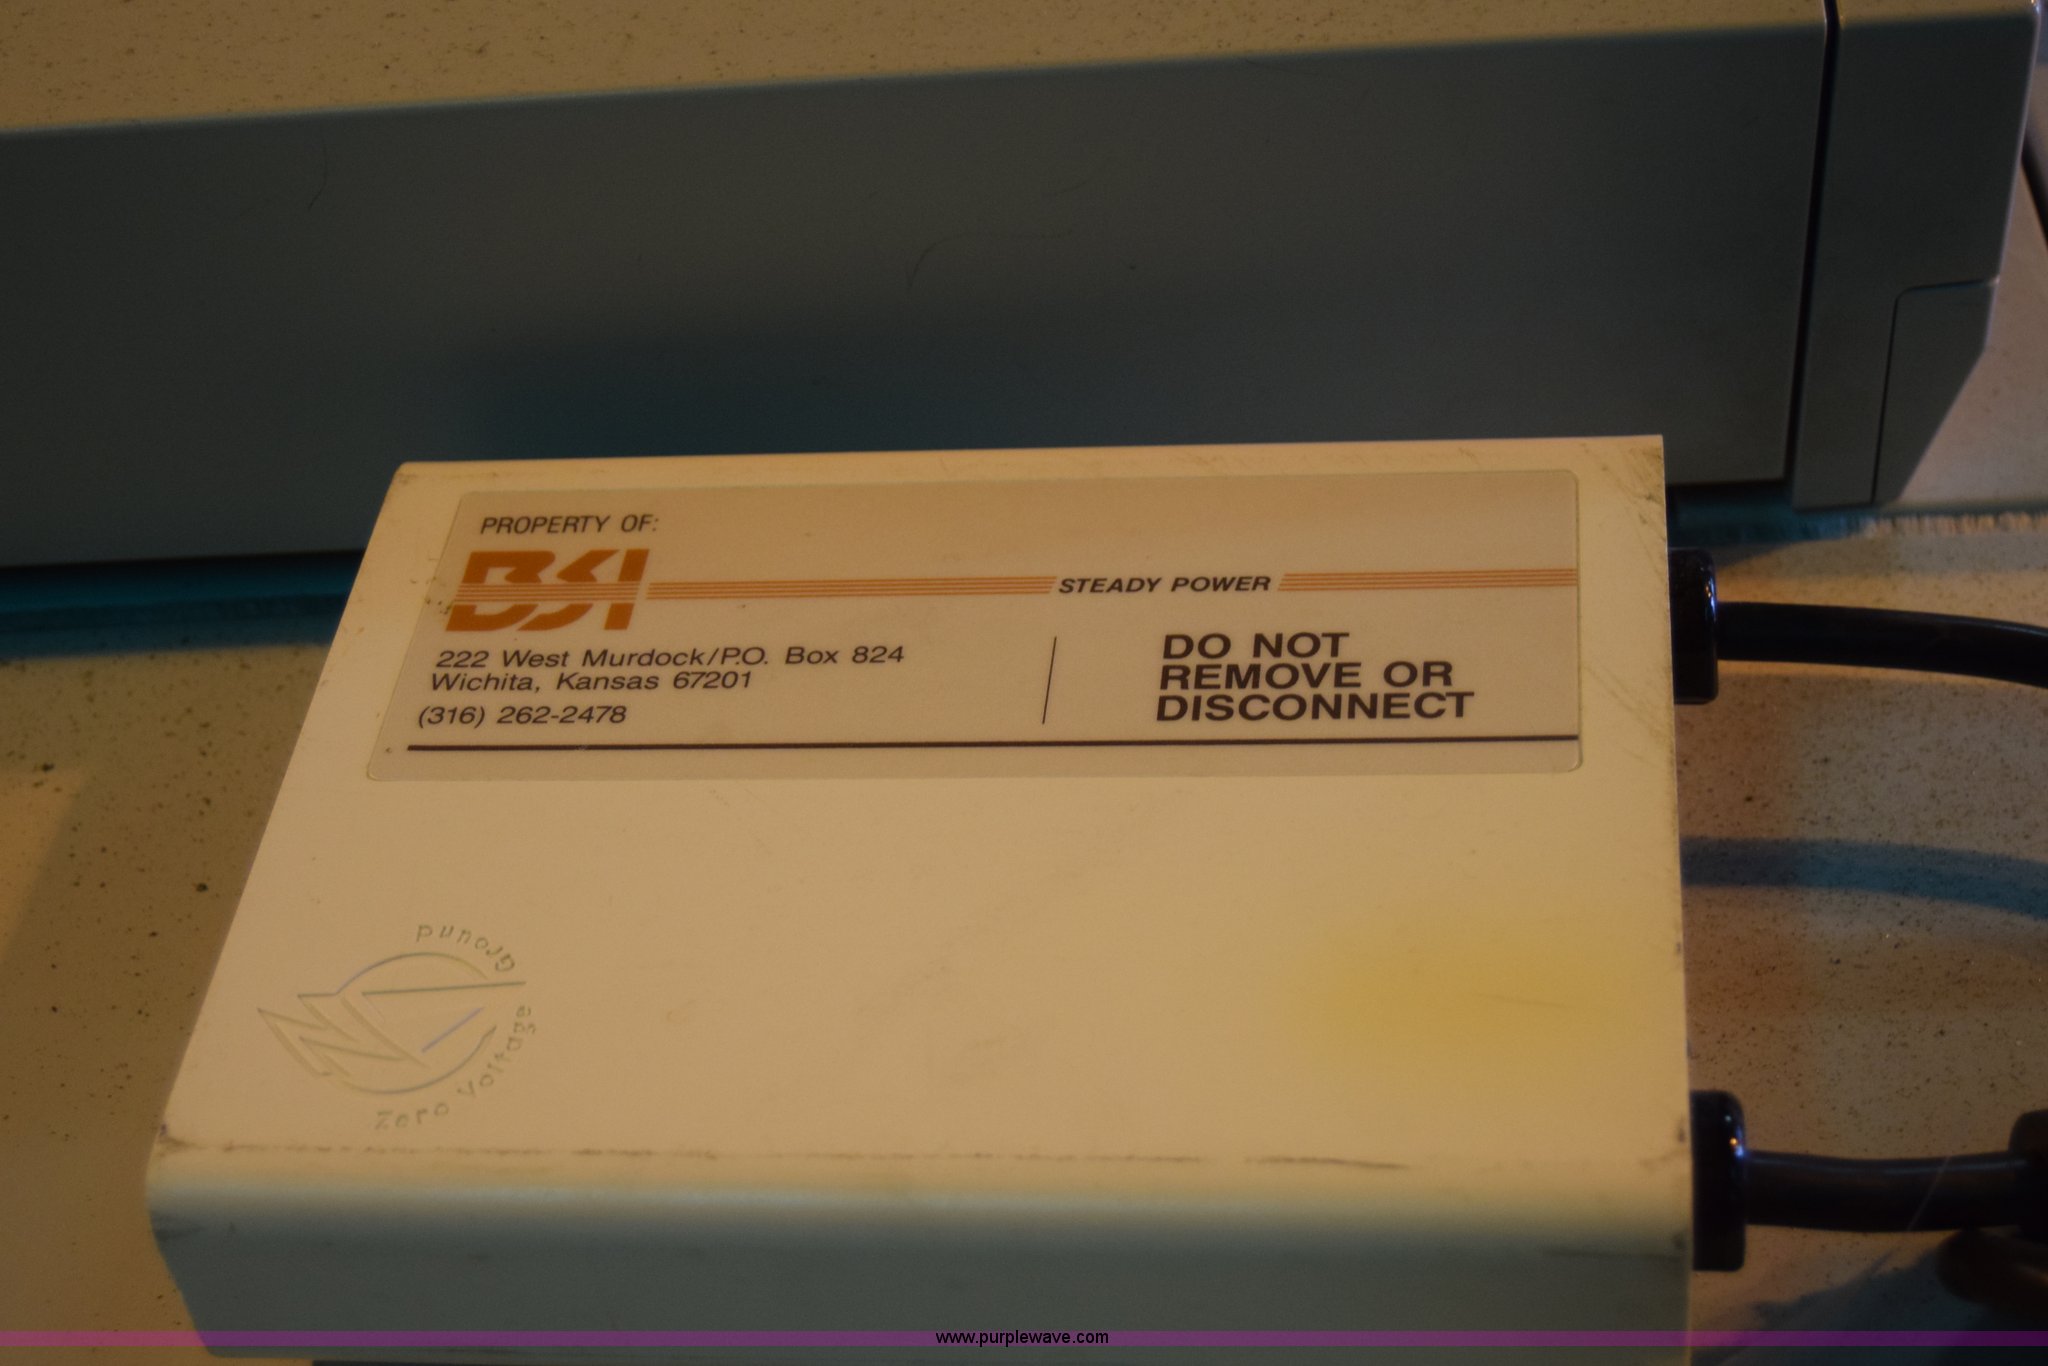 PROPERTY OF:
BSI
STEADY POWER
222 West Murdock/P.O. Box 824
Wichita, Kansas 67201
(316) 262-2478
DO NOT
REMOVE OR
DISCONNECT
Ground
Zero Voltage
www.purplewave.com